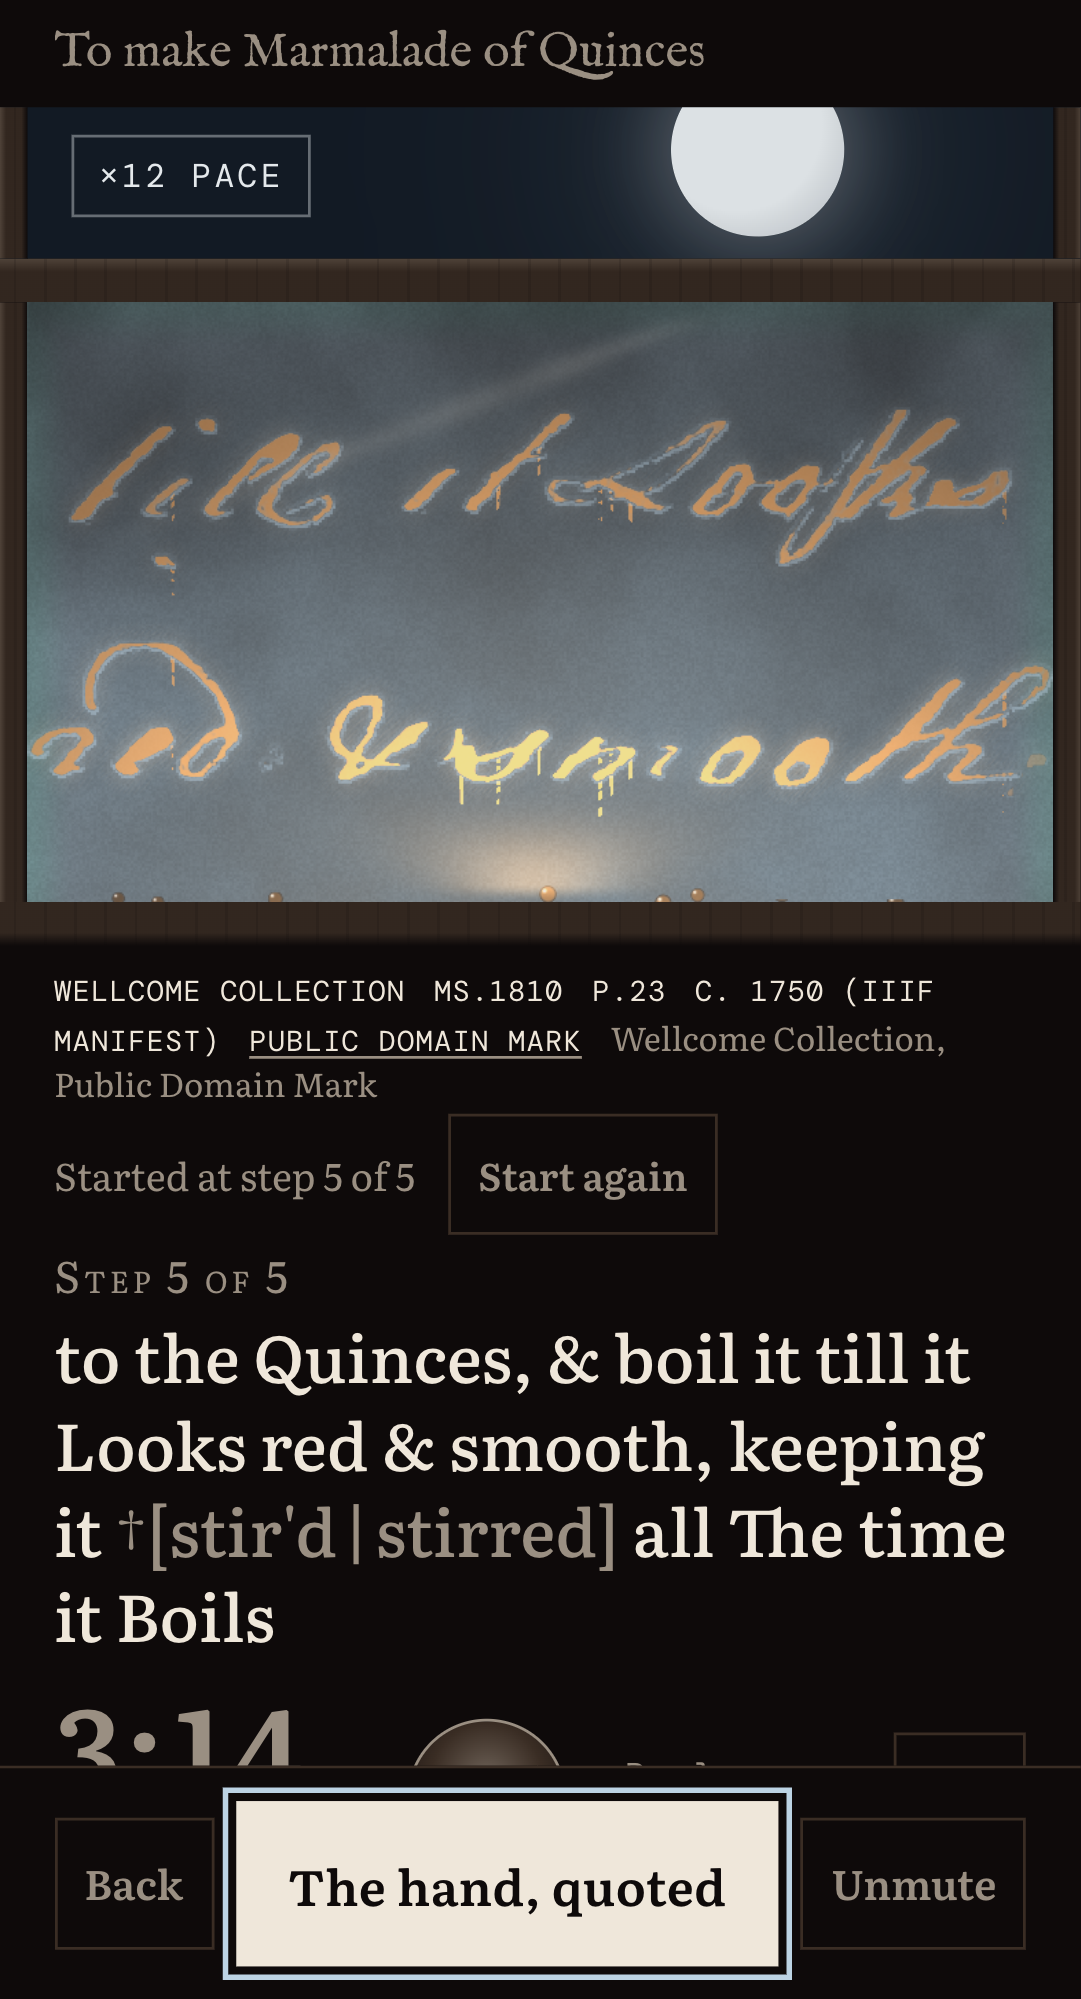 To make Marmalade of Quinces
×12 PACE
till it Looks
red & smooth
WELLCOME COLLECTION MS.1810 P.23 C. 1750 (IIIF
MANIFEST) PUBLIC DOMAIN MARK Wellcome Collection,
Public Domain Mark
Started at step 5 of 5 Start again
STEP 5 OF 5
to the Quinces, & boil it till it
Looks red & smooth, keeping
it †[stir'd|stirred] all The time
it Boils
3:14
Back The hand, quoted Unmute